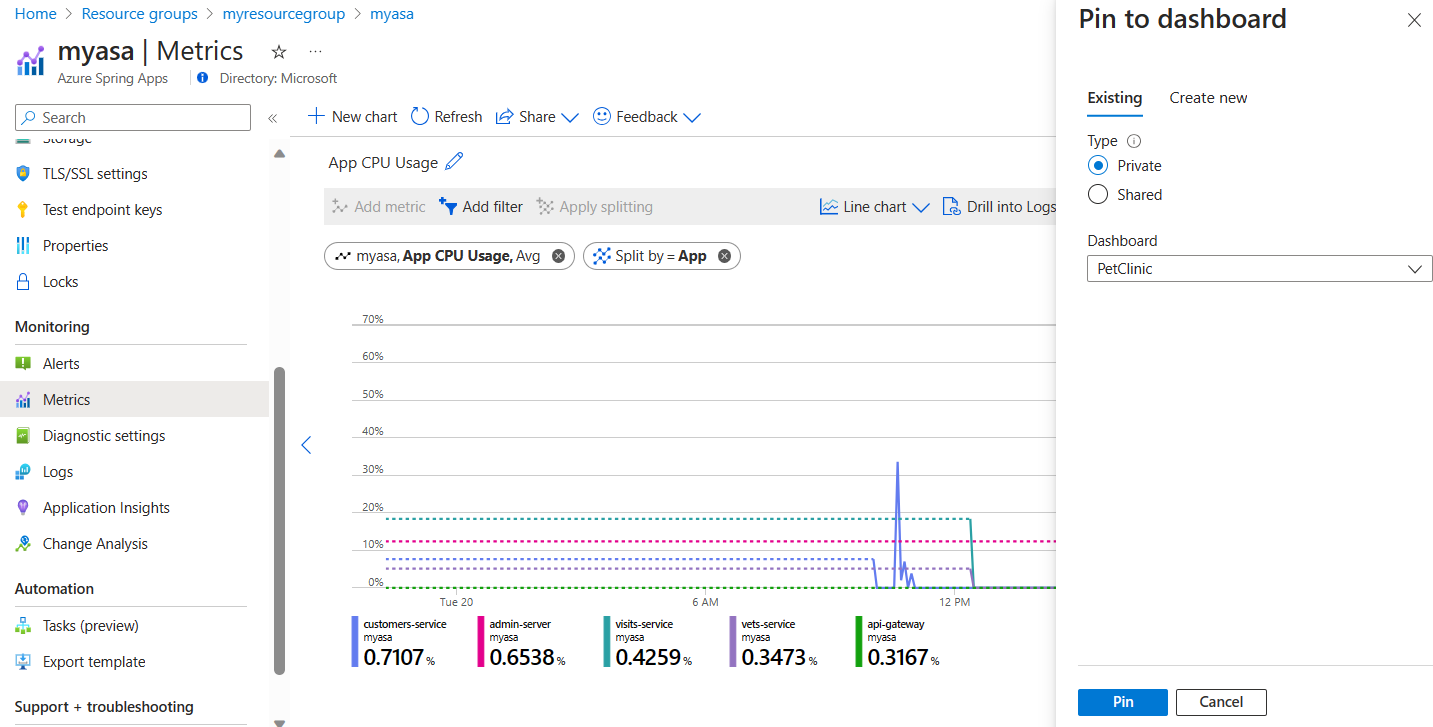 Home > Resource groups > myresourcegroup > myasa
myasa | Metrics ☆ ...
Azure Spring Apps | Directory: Microsoft
Search «
Storage
TLS/SSL settings
Test endpoint keys
Properties
Locks
Monitoring
Alerts
Metrics
Diagnostic settings
Logs
Application Insights
Change Analysis
Automation
Tasks (preview)
Export template
Support + troubleshooting
New chart Refresh Share Feedback
App CPU Usage
Add metric Add filter Apply splitting Line chart Drill into Logs
myasa, App CPU Usage, Avg Split by = App
70%
60%
50%
40%
30%
20%
10%
0%
Tue 20 6 AM 12 PM
customers-service admin-server visits-service vets-service api-gateway
myasa myasa myasa myasa myasa
0.7107 % 0.6538 % 0.4259 % 0.3473 % 0.3167 %
Pin to dashboard
Existing Create new
Type
Private
Shared
Dashboard
PetClinic
Pin Cancel